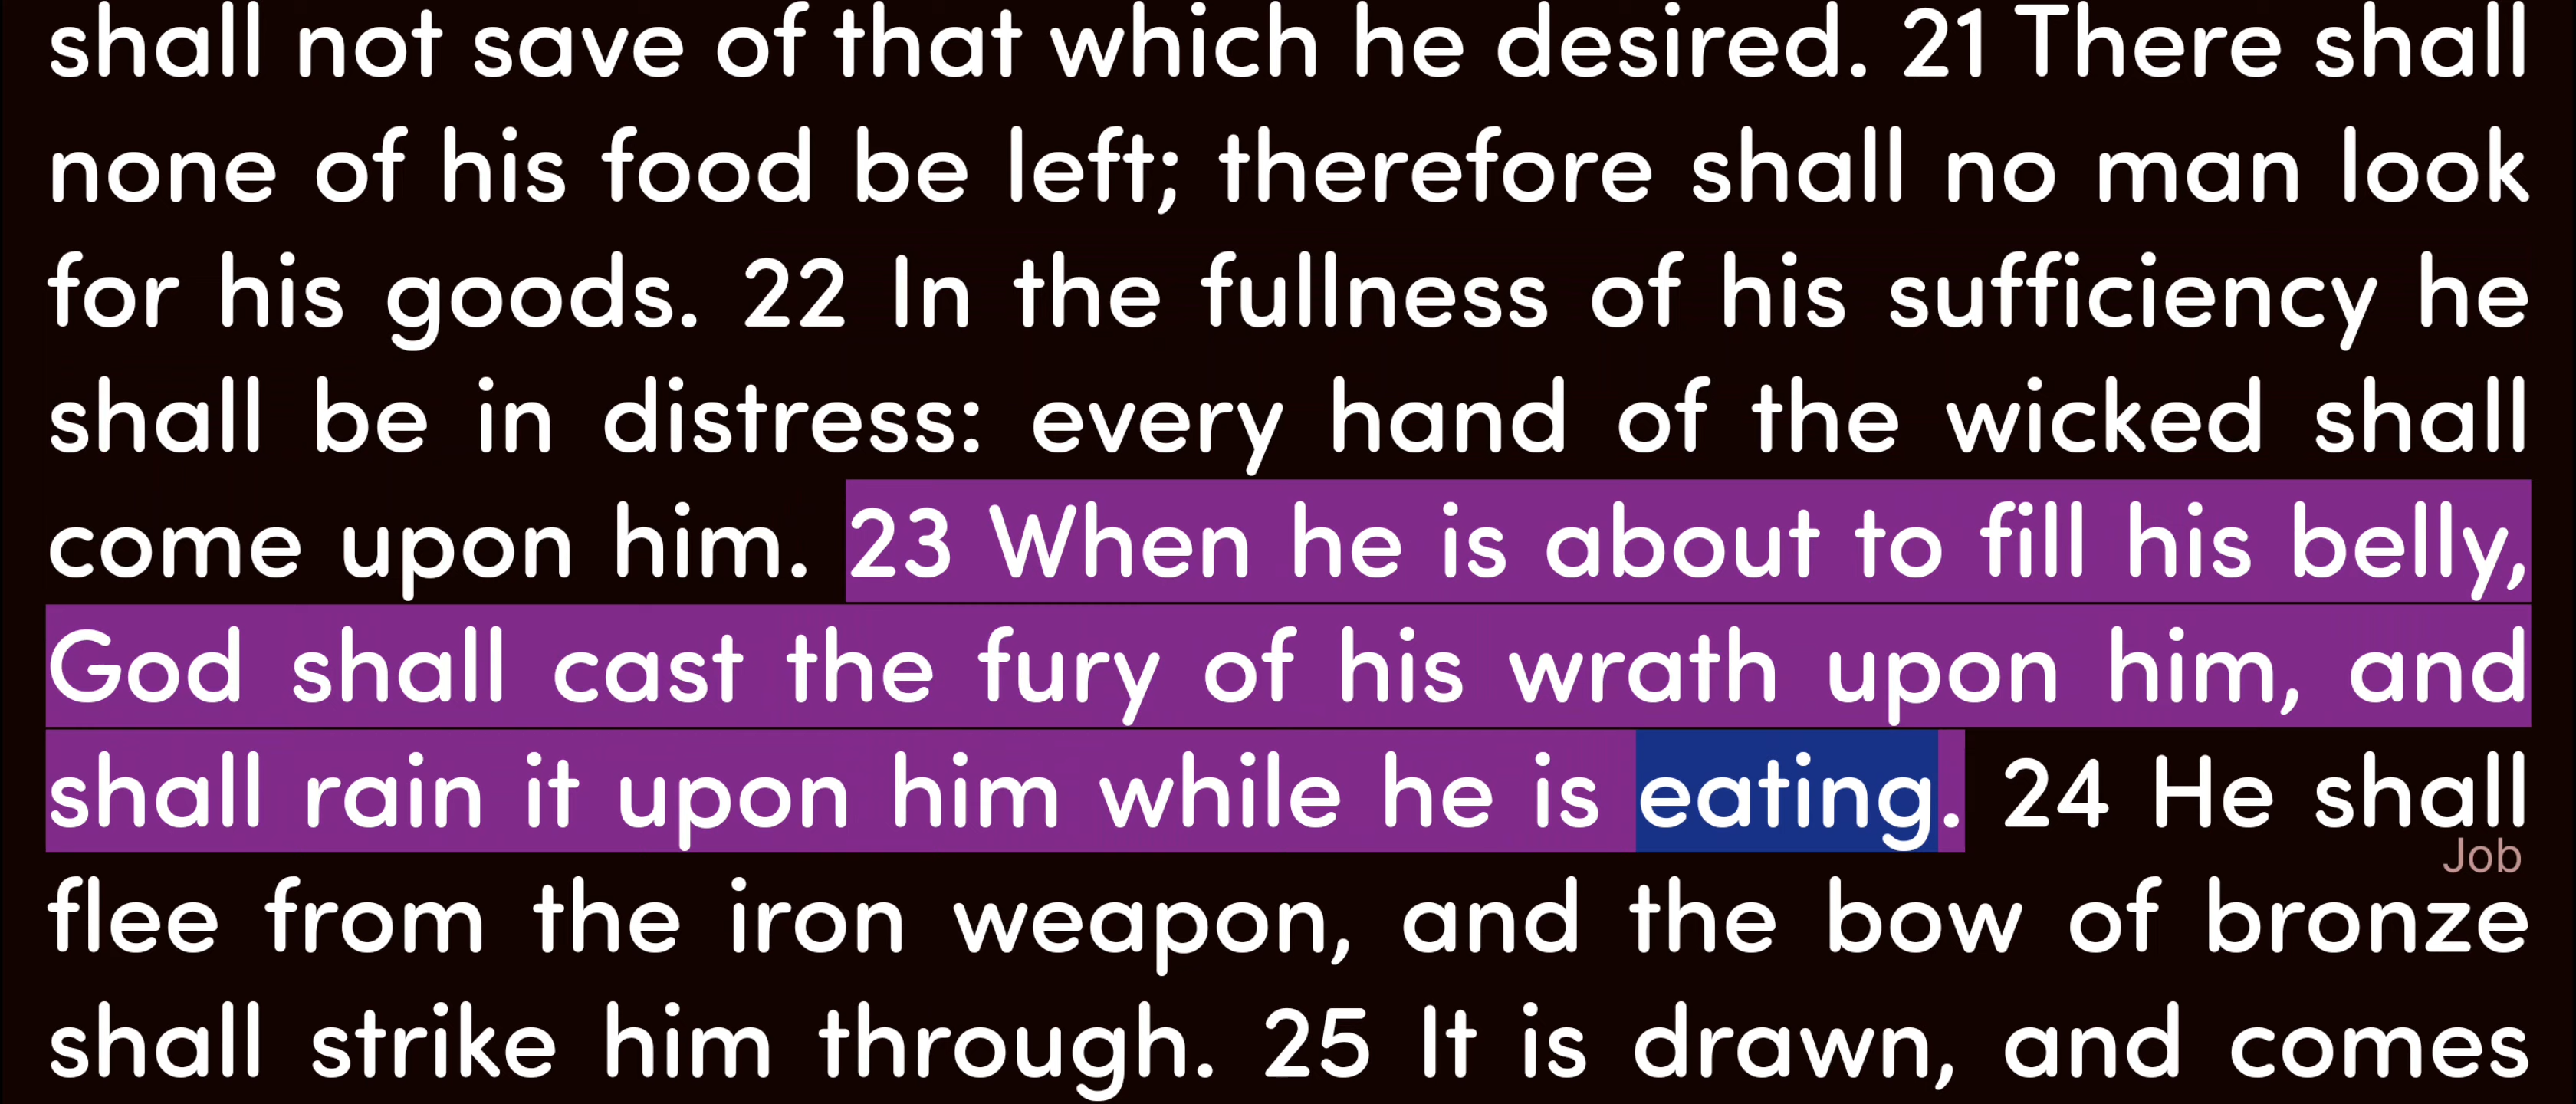 shall not save of that which he desired. 21 There shall
none of his food be left; therefore shall no man look
for his goods. 22 In the fullness of his sufficiency he
shall be in distress: every hand of the wicked shall
come upon him. 23 When he is about to fill his belly,
God shall cast the fury of his wrath upon him, and
shall rain it upon him while he is eating. 24 He shall
Job
flee from the iron weapon, and the bow of bronze
shall strike him through. 25 It is drawn, and comes